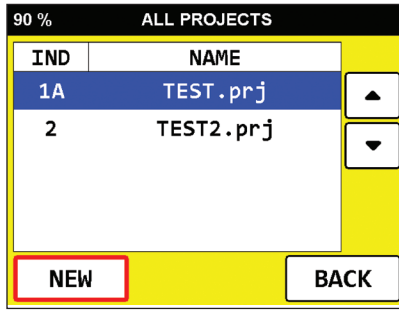 90 % ALL PROJECTS
IND NAME
1A TEST.prj
2 TEST2.prj
NEW BACK